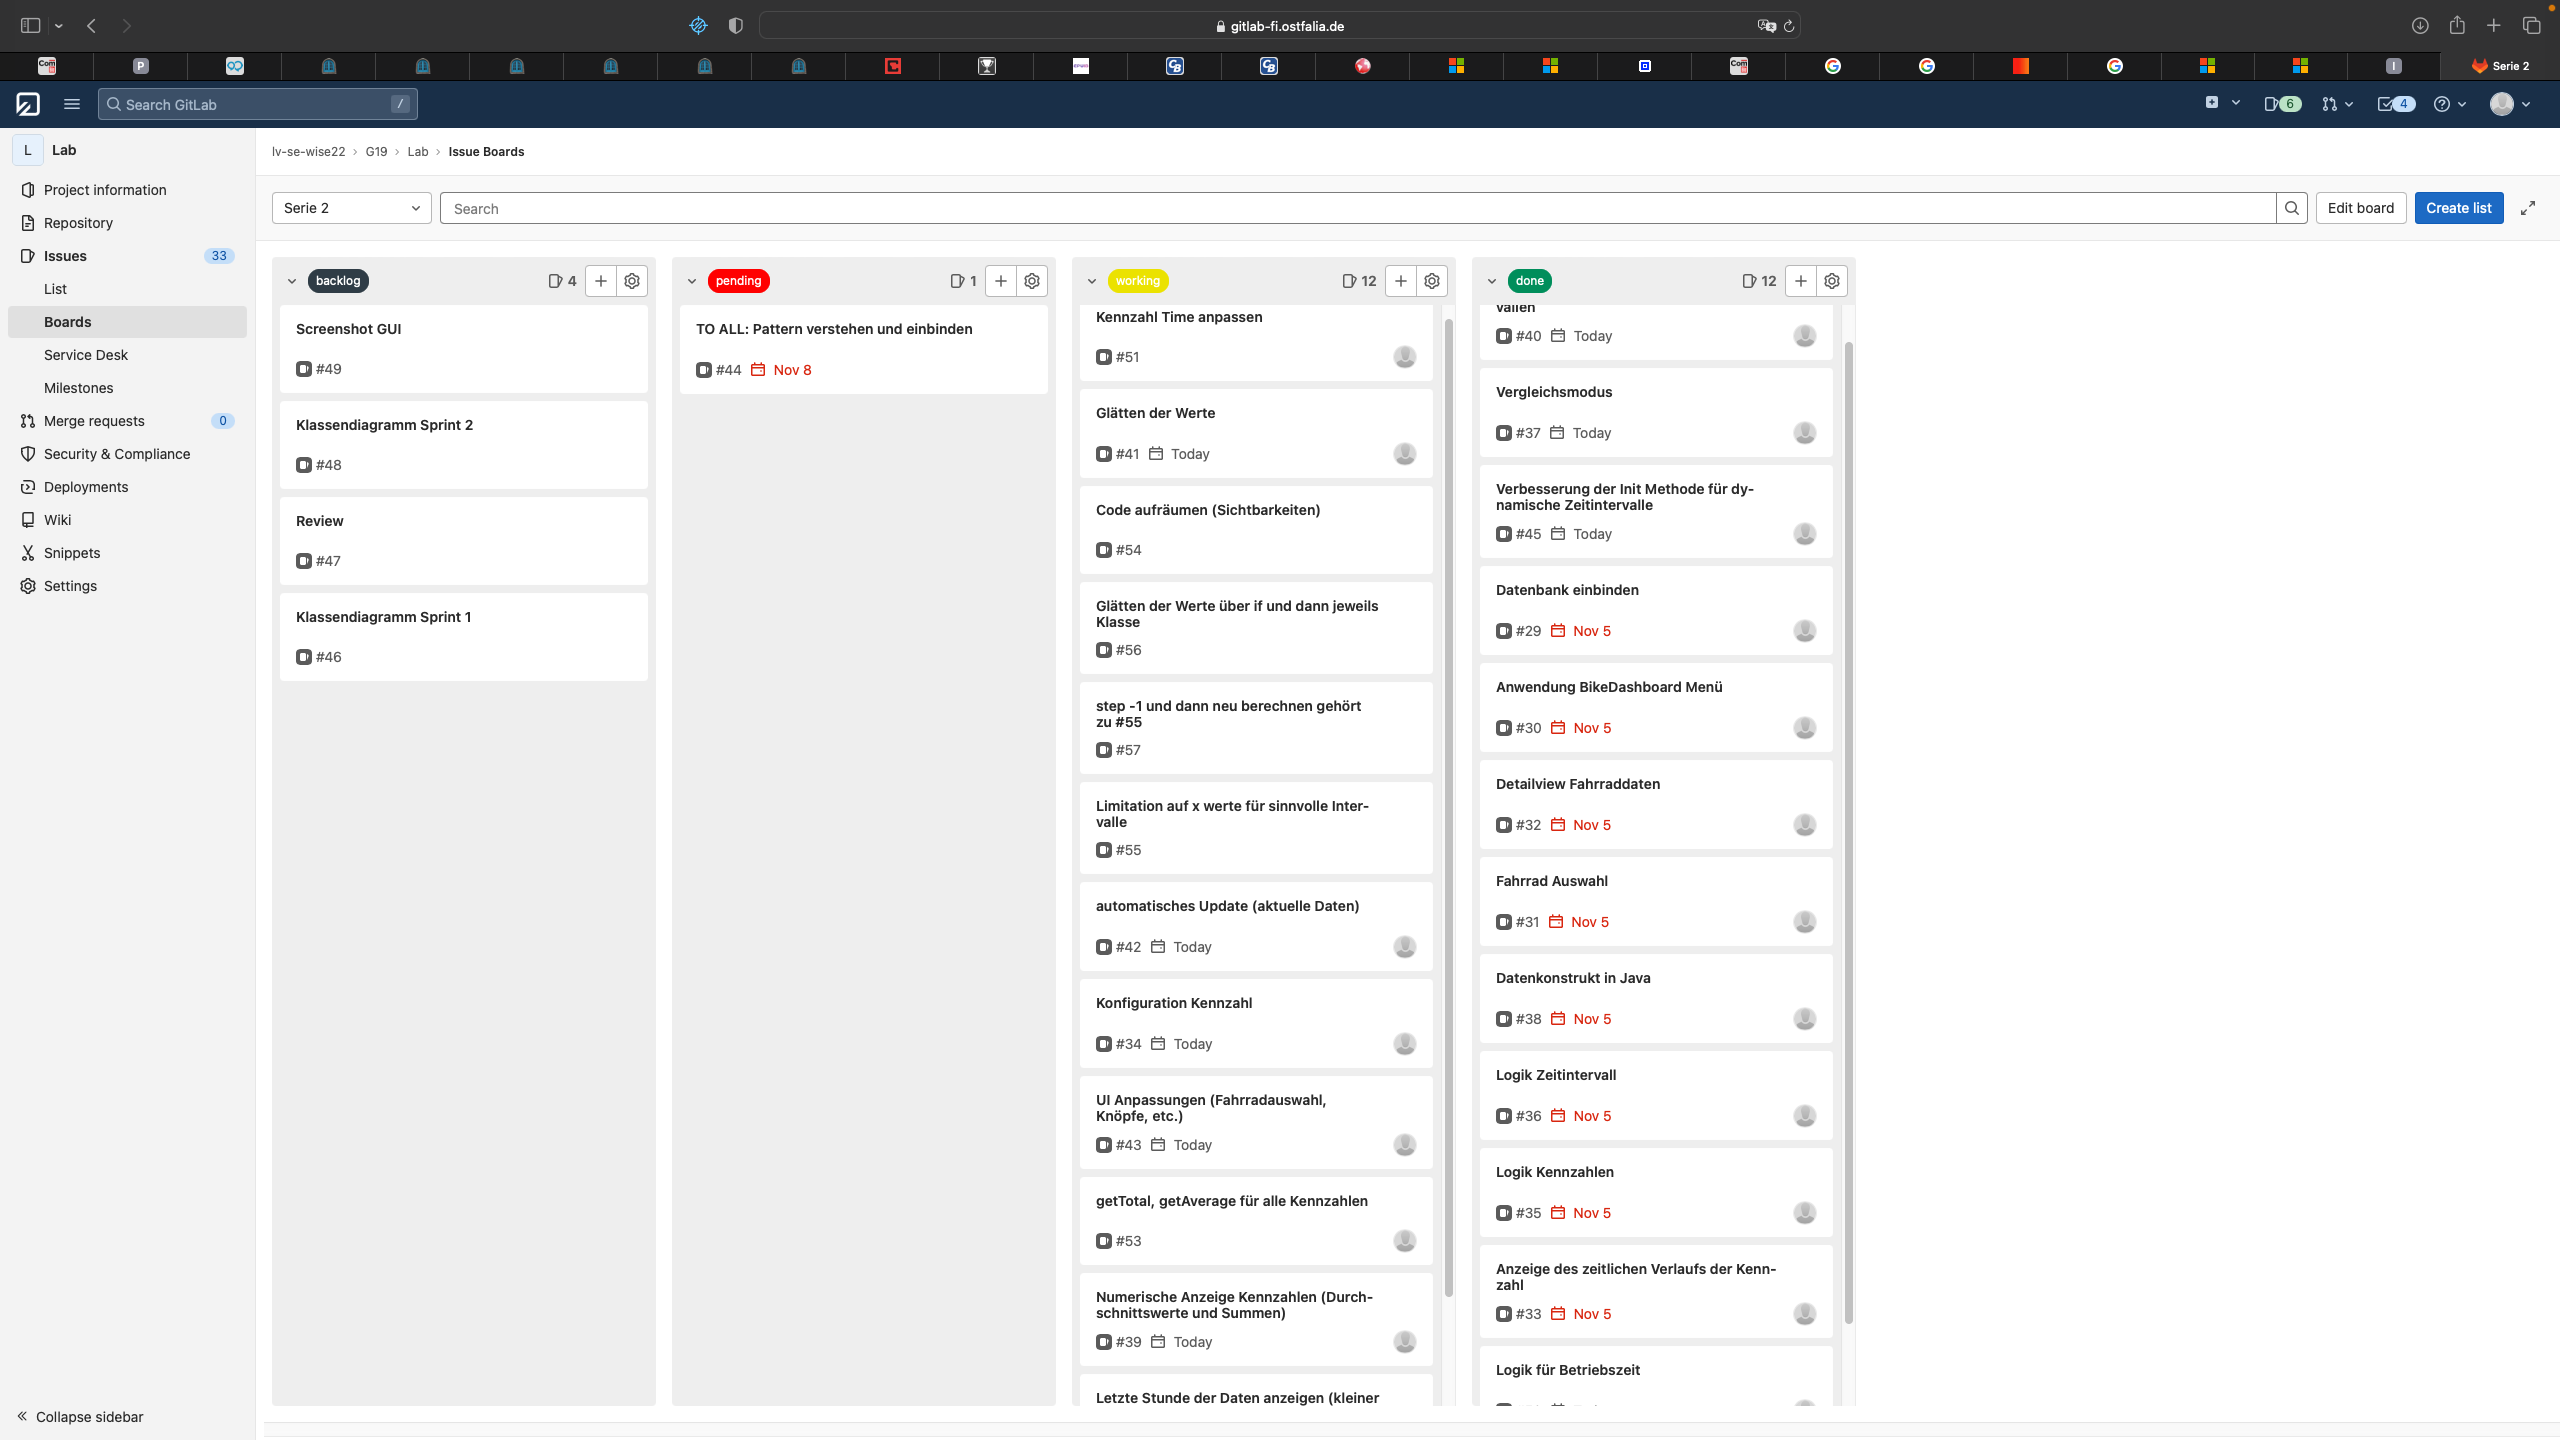 gitlab-fi.ostfalia.de
Serie 2
Search GitLab
/
6
4
L
Lab
Project information
Repository
Issues
33
List
Boards
Service Desk
Milestones
Merge requests
0
Security & Compliance
Deployments
Wiki
Snippets
Settings
Collapse sidebar
lv-se-wise22 › G19 › Lab › Issue Boards
Serie 2
Search
Edit board
Create list
backlog
4
Screenshot GUI
#49
Klassendiagramm Sprint 2
#48
Review
#47
Klassendiagramm Sprint 1
#46
pending
1
TO ALL: Pattern verstehen und einbinden
#44 Nov 8
working
12
Kennzahl Time anpassen
#51
Glätten der Werte
#41 Today
Code aufräumen (Sichtbarkeiten)
#54
Glätten der Werte über if und dann jeweils
Klasse
#56
step -1 und dann neu berechnen gehört
zu #55
#57
Limitation auf x werte für sinnvolle Inter-
valle
#55
automatisches Update (aktuelle Daten)
#42 Today
Konfiguration Kennzahl
#34 Today
UI Anpassungen (Fahrradauswahl,
Knöpfe, etc.)
#43 Today
getTotal, getAverage für alle Kennzahlen
#53
Numerische Anzeige Kennzahlen (Durch-
schnittswerte und Summen)
#39 Today
Letzte Stunde der Daten anzeigen (kleiner
done
12
vallen
#40 Today
Vergleichsmodus
#37 Today
Verbesserung der Init Methode für dy-
namische Zeitintervalle
#45 Today
Datenbank einbinden
#29 Nov 5
Anwendung BikeDashboard Menü
#30 Nov 5
Detailview Fahrraddaten
#32 Nov 5
Fahrrad Auswahl
#31 Nov 5
Datenkonstrukt in Java
#38 Nov 5
Logik Zeitintervall
#36 Nov 5
Logik Kennzahlen
#35 Nov 5
Anzeige des zeitlichen Verlaufs der Kenn-
zahl
#33 Nov 5
Logik für Betriebszeit